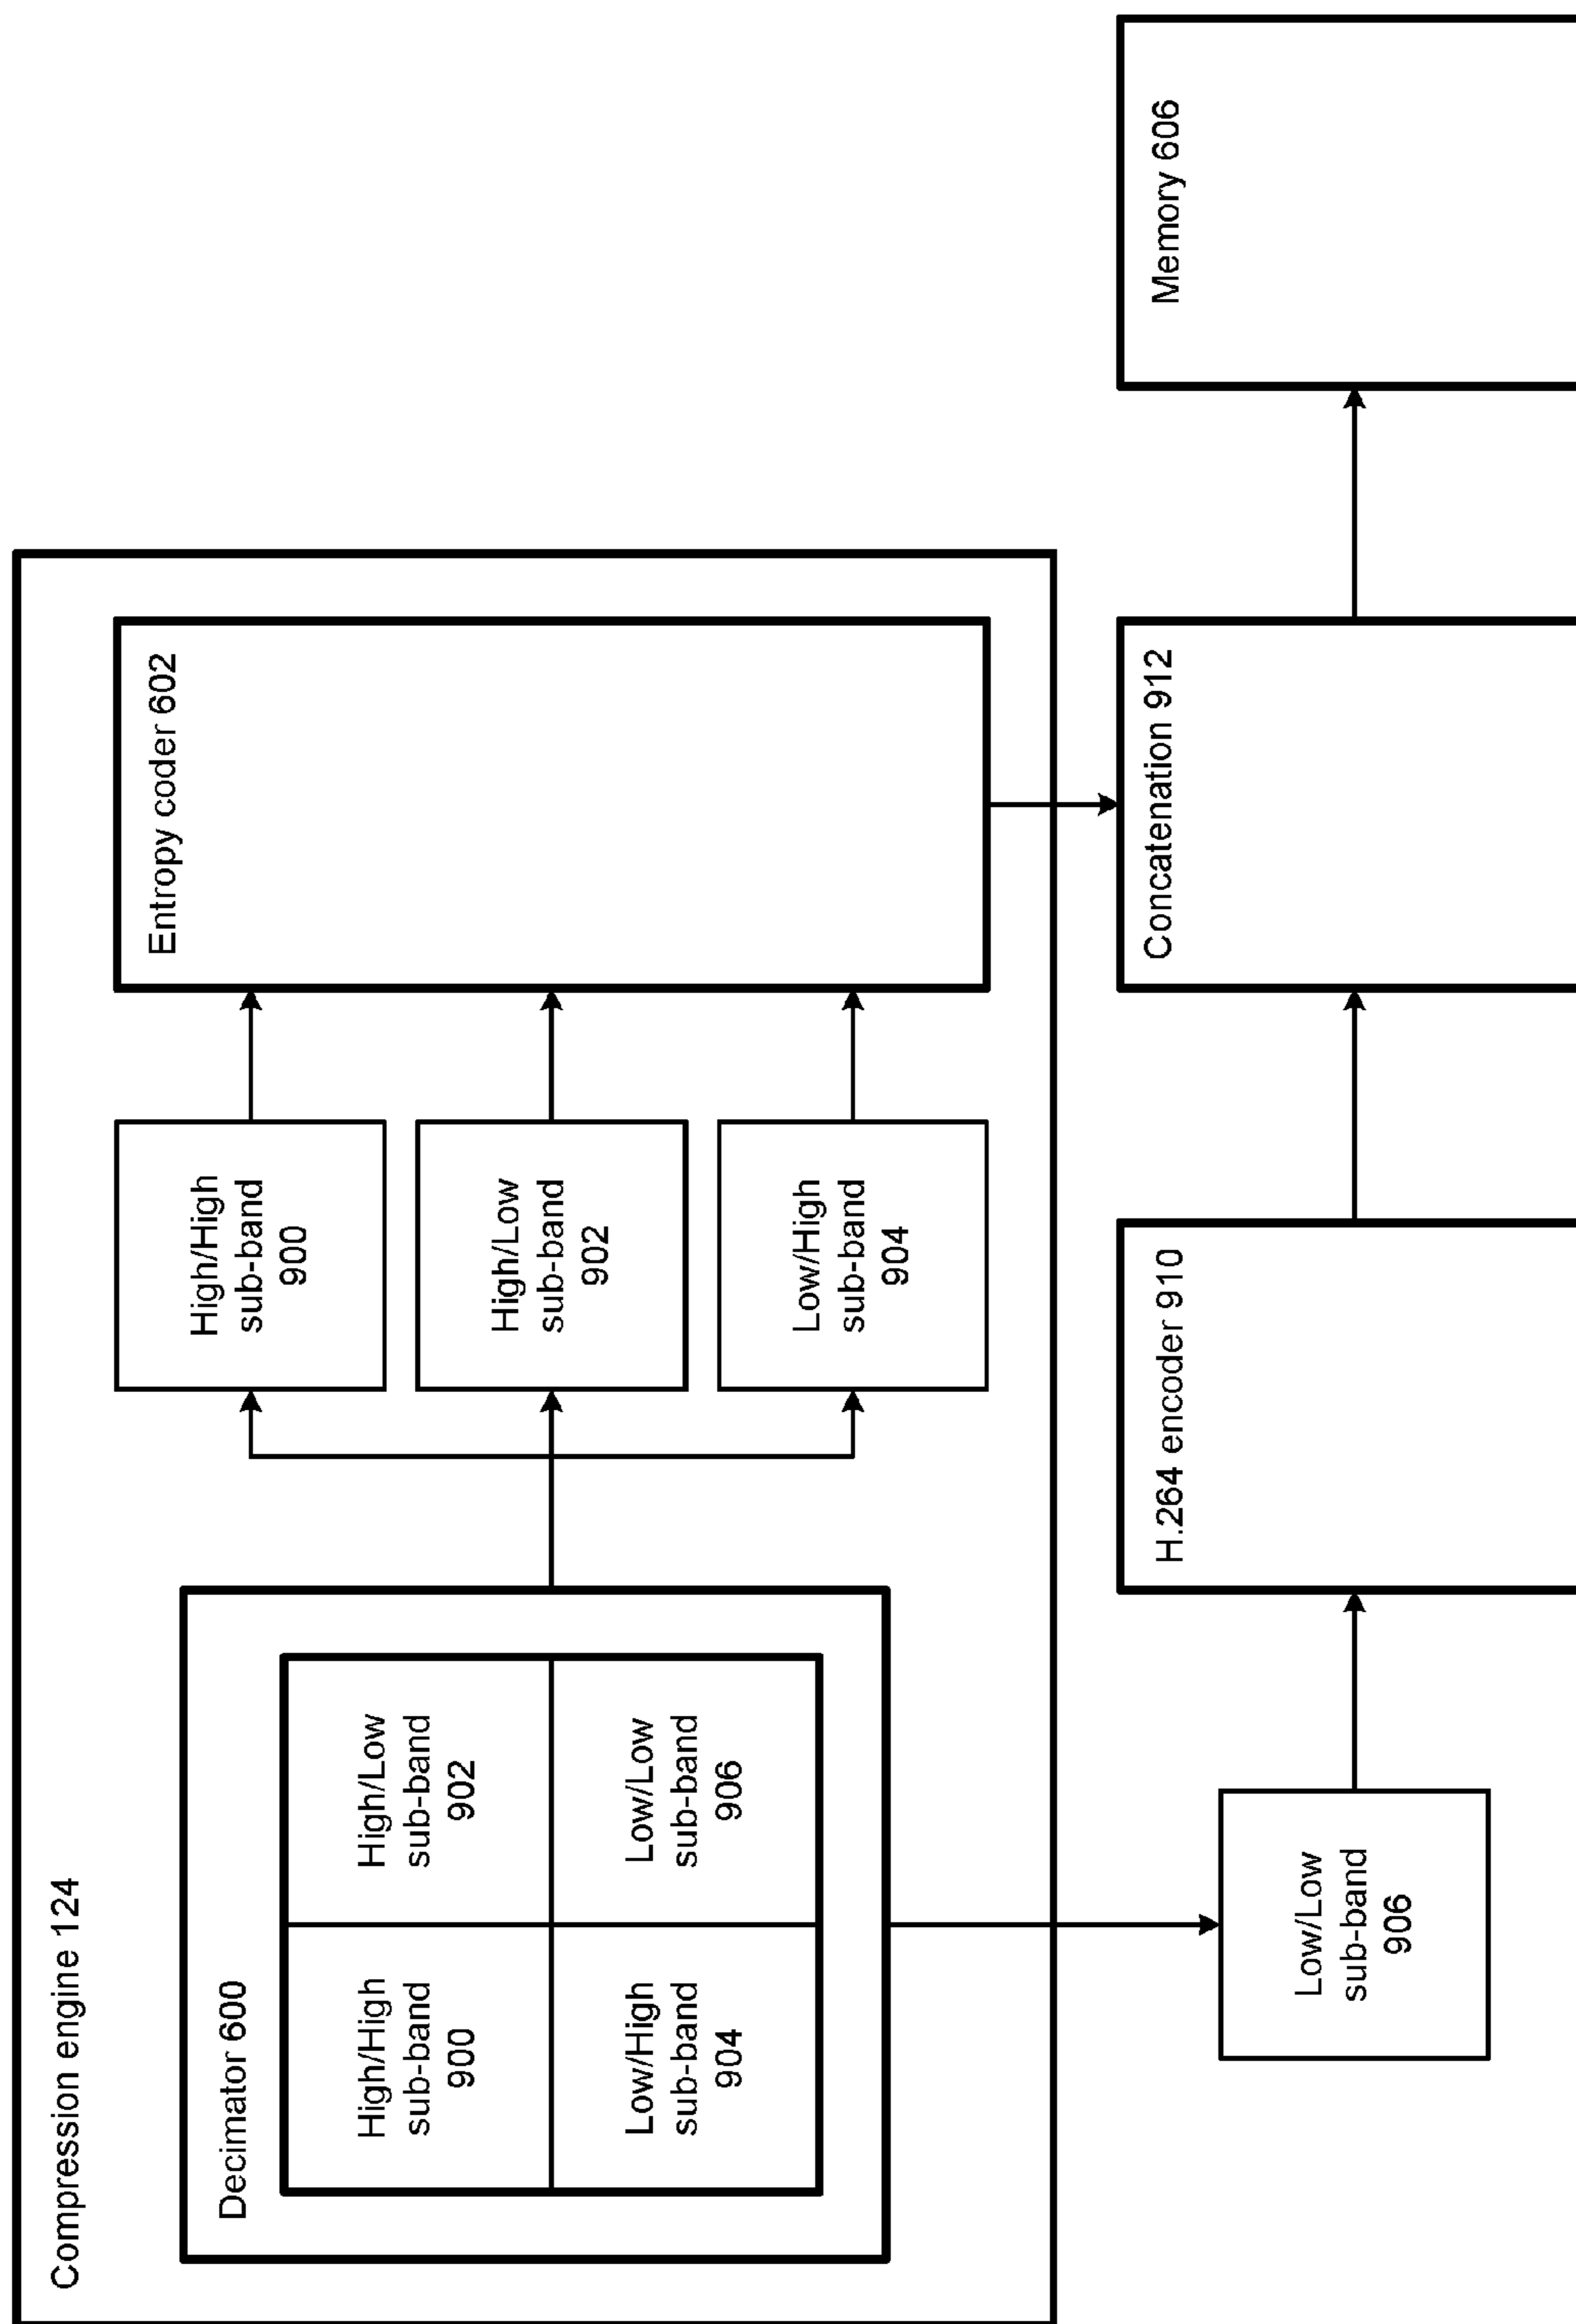 Compression engine 124
Decimator 600
High/High
sub-band
900
High/Low
sub-band
902
Low/High
sub-band
904
Low/Low
sub-band
906
High/High
sub-band
900
High/Low
sub-band
902
Low/High
sub-band
904
Entropy coder 602
Low/Low
sub-band
906
H.264 encoder 910
Concatenation 912
Memory 606